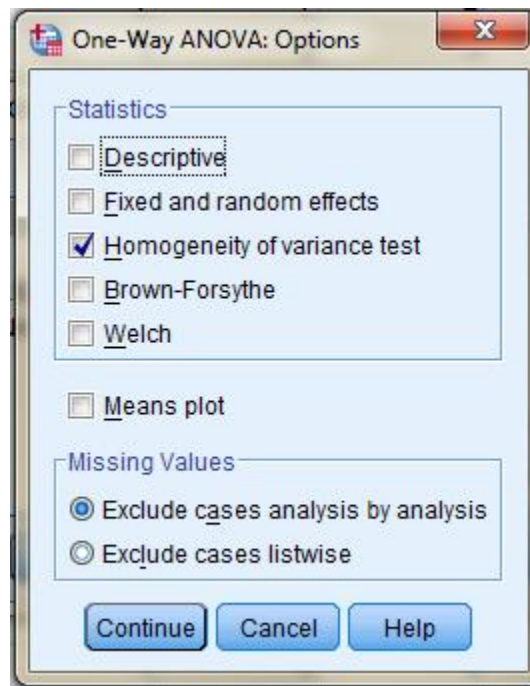 One-Way ANOVA: Options
Statistics
Descriptive
Fixed and random effects
Homogeneity of variance test
Brown-Forsythe
Welch
Means plot
Missing Values
Exclude cases analysis by analysis
Exclude cases listwise
Continue Cancel Help